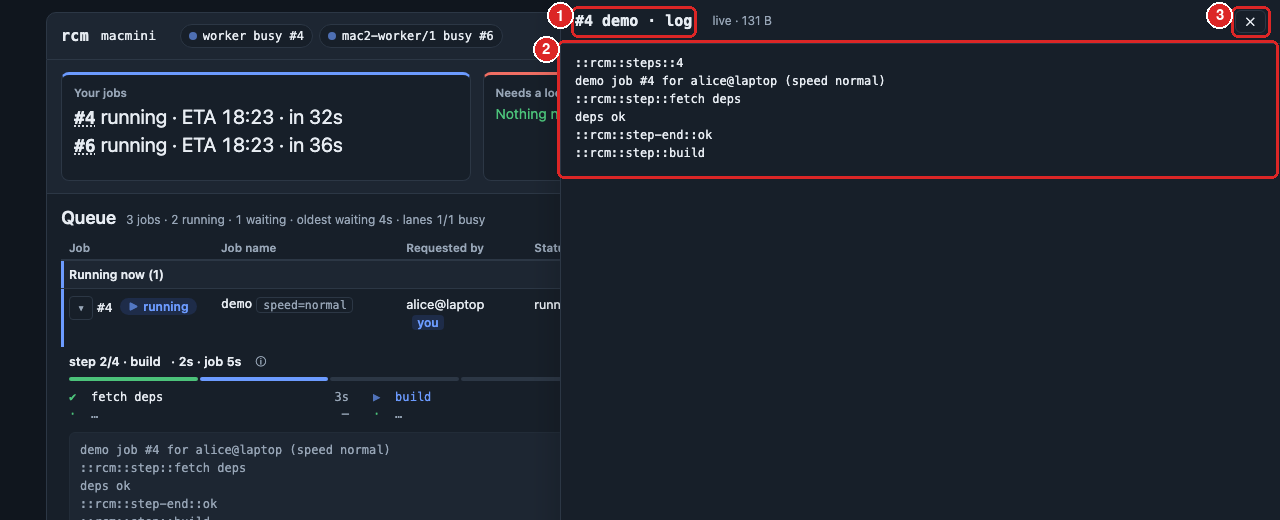 rcm macmini worker busy #4 mac2-worker/1 busy #6
Your jobs
#4 running · ETA 18:23 · in 32s
#6 running · ETA 18:23 · in 36s
Needs a
Nothing
Queue 3 jobs · 2 running · 1 waiting · oldest waiting 4s · lanes 1/1 busy
Job Job name Requested by
Running now (1)
#4 running demo speed=normal alice@laptop
you
step 2/4 · build · 2s · job 5s
✔ fetch deps 3s ▶ build
· … — · …
demo job #4 for alice@laptop (speed normal)
::rcm::step::fetch deps
deps ok
::rcm::step-end::ok
::rcm::step::build
1 #4 demo · log live · 131 B 3 ✕
2
::rcm::steps::4
demo job #4 for alice@laptop (speed normal)
::rcm::step::fetch deps
deps ok
::rcm::step-end::ok
::rcm::step::build